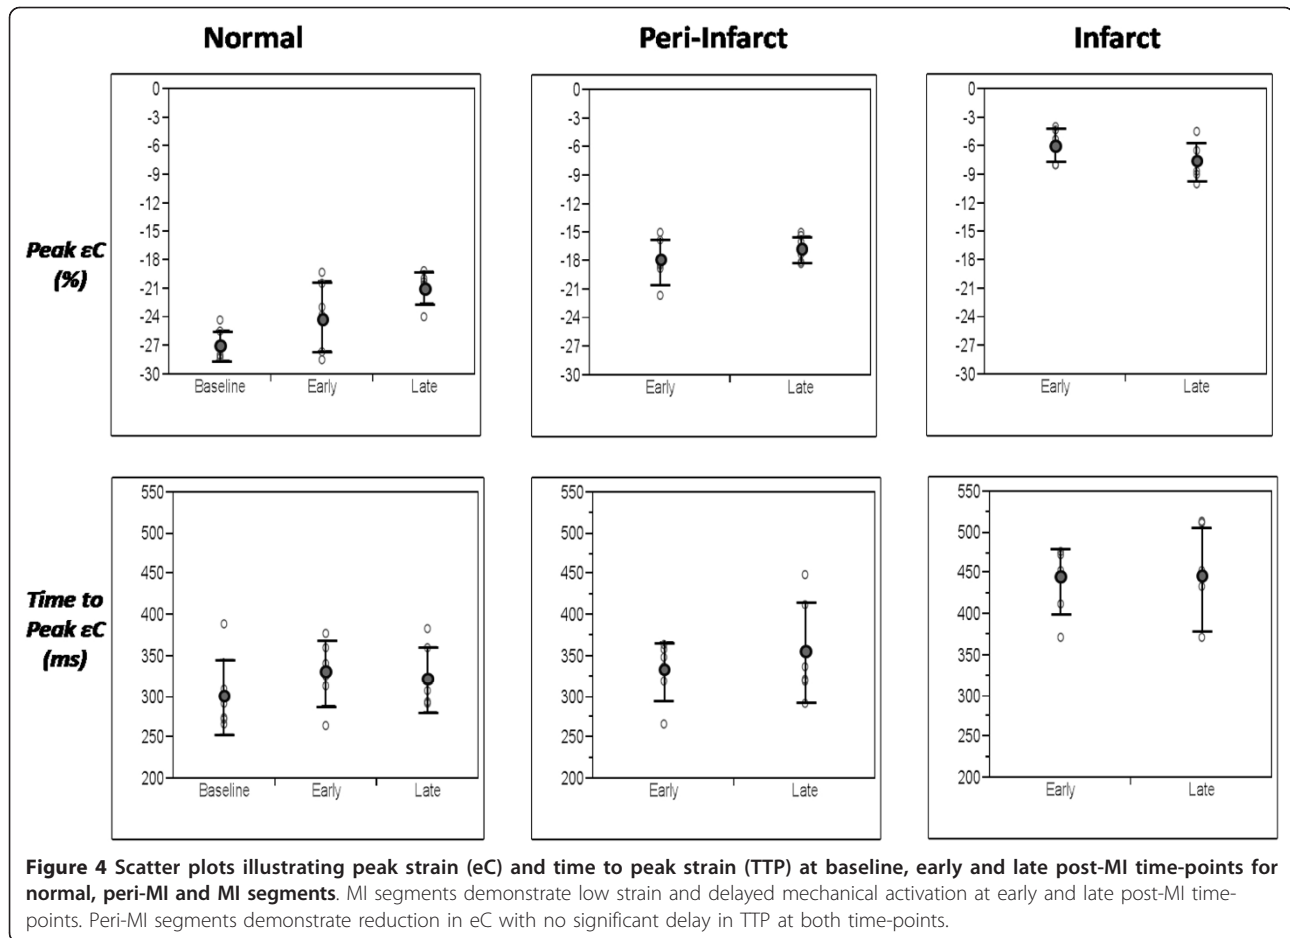 Normal
Peri-Infarct
Infarct
Peak εC
(%)
0
-3
-6
-9
-12
-15
-18
-21
-24
-27
-30
Baseline
Early
Late
0
-3
-6
-9
-12
-15
-18
-21
-24
-27
-30
Early
Late
0
-3
-6
-9
-12
-15
-18
-21
-24
-27
-30
Early
Late
Time to
Peak εC
(ms)
550
500
450
400
350
300
250
200
Baseline
Early
Late
550
500
450
400
350
300
250
200
Early
Late
550
500
450
400
350
300
250
200
Early
Late
Figure 4 Scatter plots illustrating peak strain (eC) and time to peak strain (TTP) at baseline, early and late post-MI time-points for
normal, peri-MI and MI segments. MI segments demonstrate low strain and delayed mechanical activation at early and late post-MI time-
points. Peri-MI segments demonstrate reduction in eC with no significant delay in TTP at both time-points.